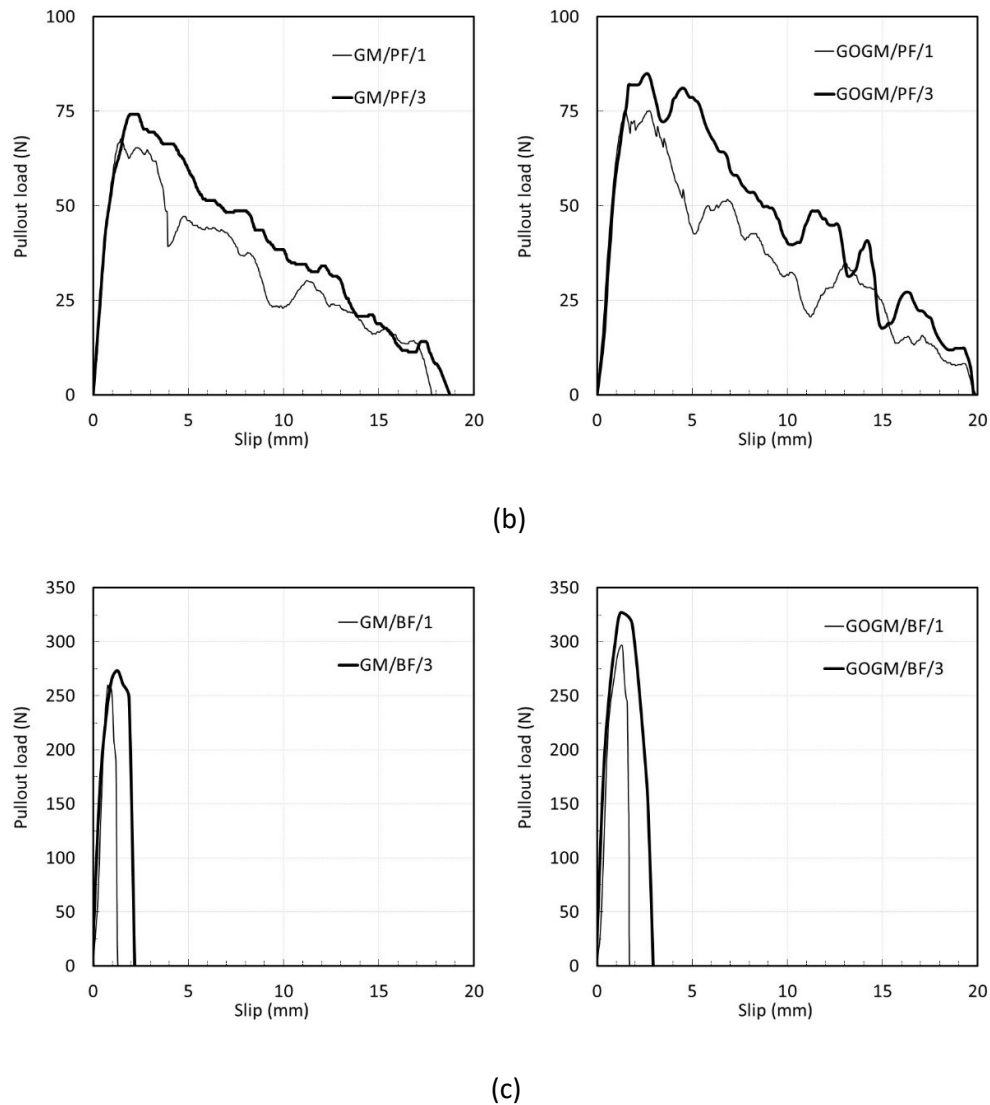 100
75
50
25
0
Pullout load (N)
GM/PF/1
GM/PF/3
0 5 10 15 20
Slip (mm)
100
75
50
25
0
Pullout load (N)
GOGM/PF/1
GOGM/PF/3
0 5 10 15 20
Slip (mm)
(b)
350
300
250
200
150
100
50
0
Pullout load (N)
GM/BF/1
GM/BF/3
0 5 10 15 20
Slip (mm)
350
300
250
200
150
100
50
0
Pullout load (N)
GOGM/BF/1
GOGM/BF/3
0 5 10 15 20
Slip (mm)
(c)